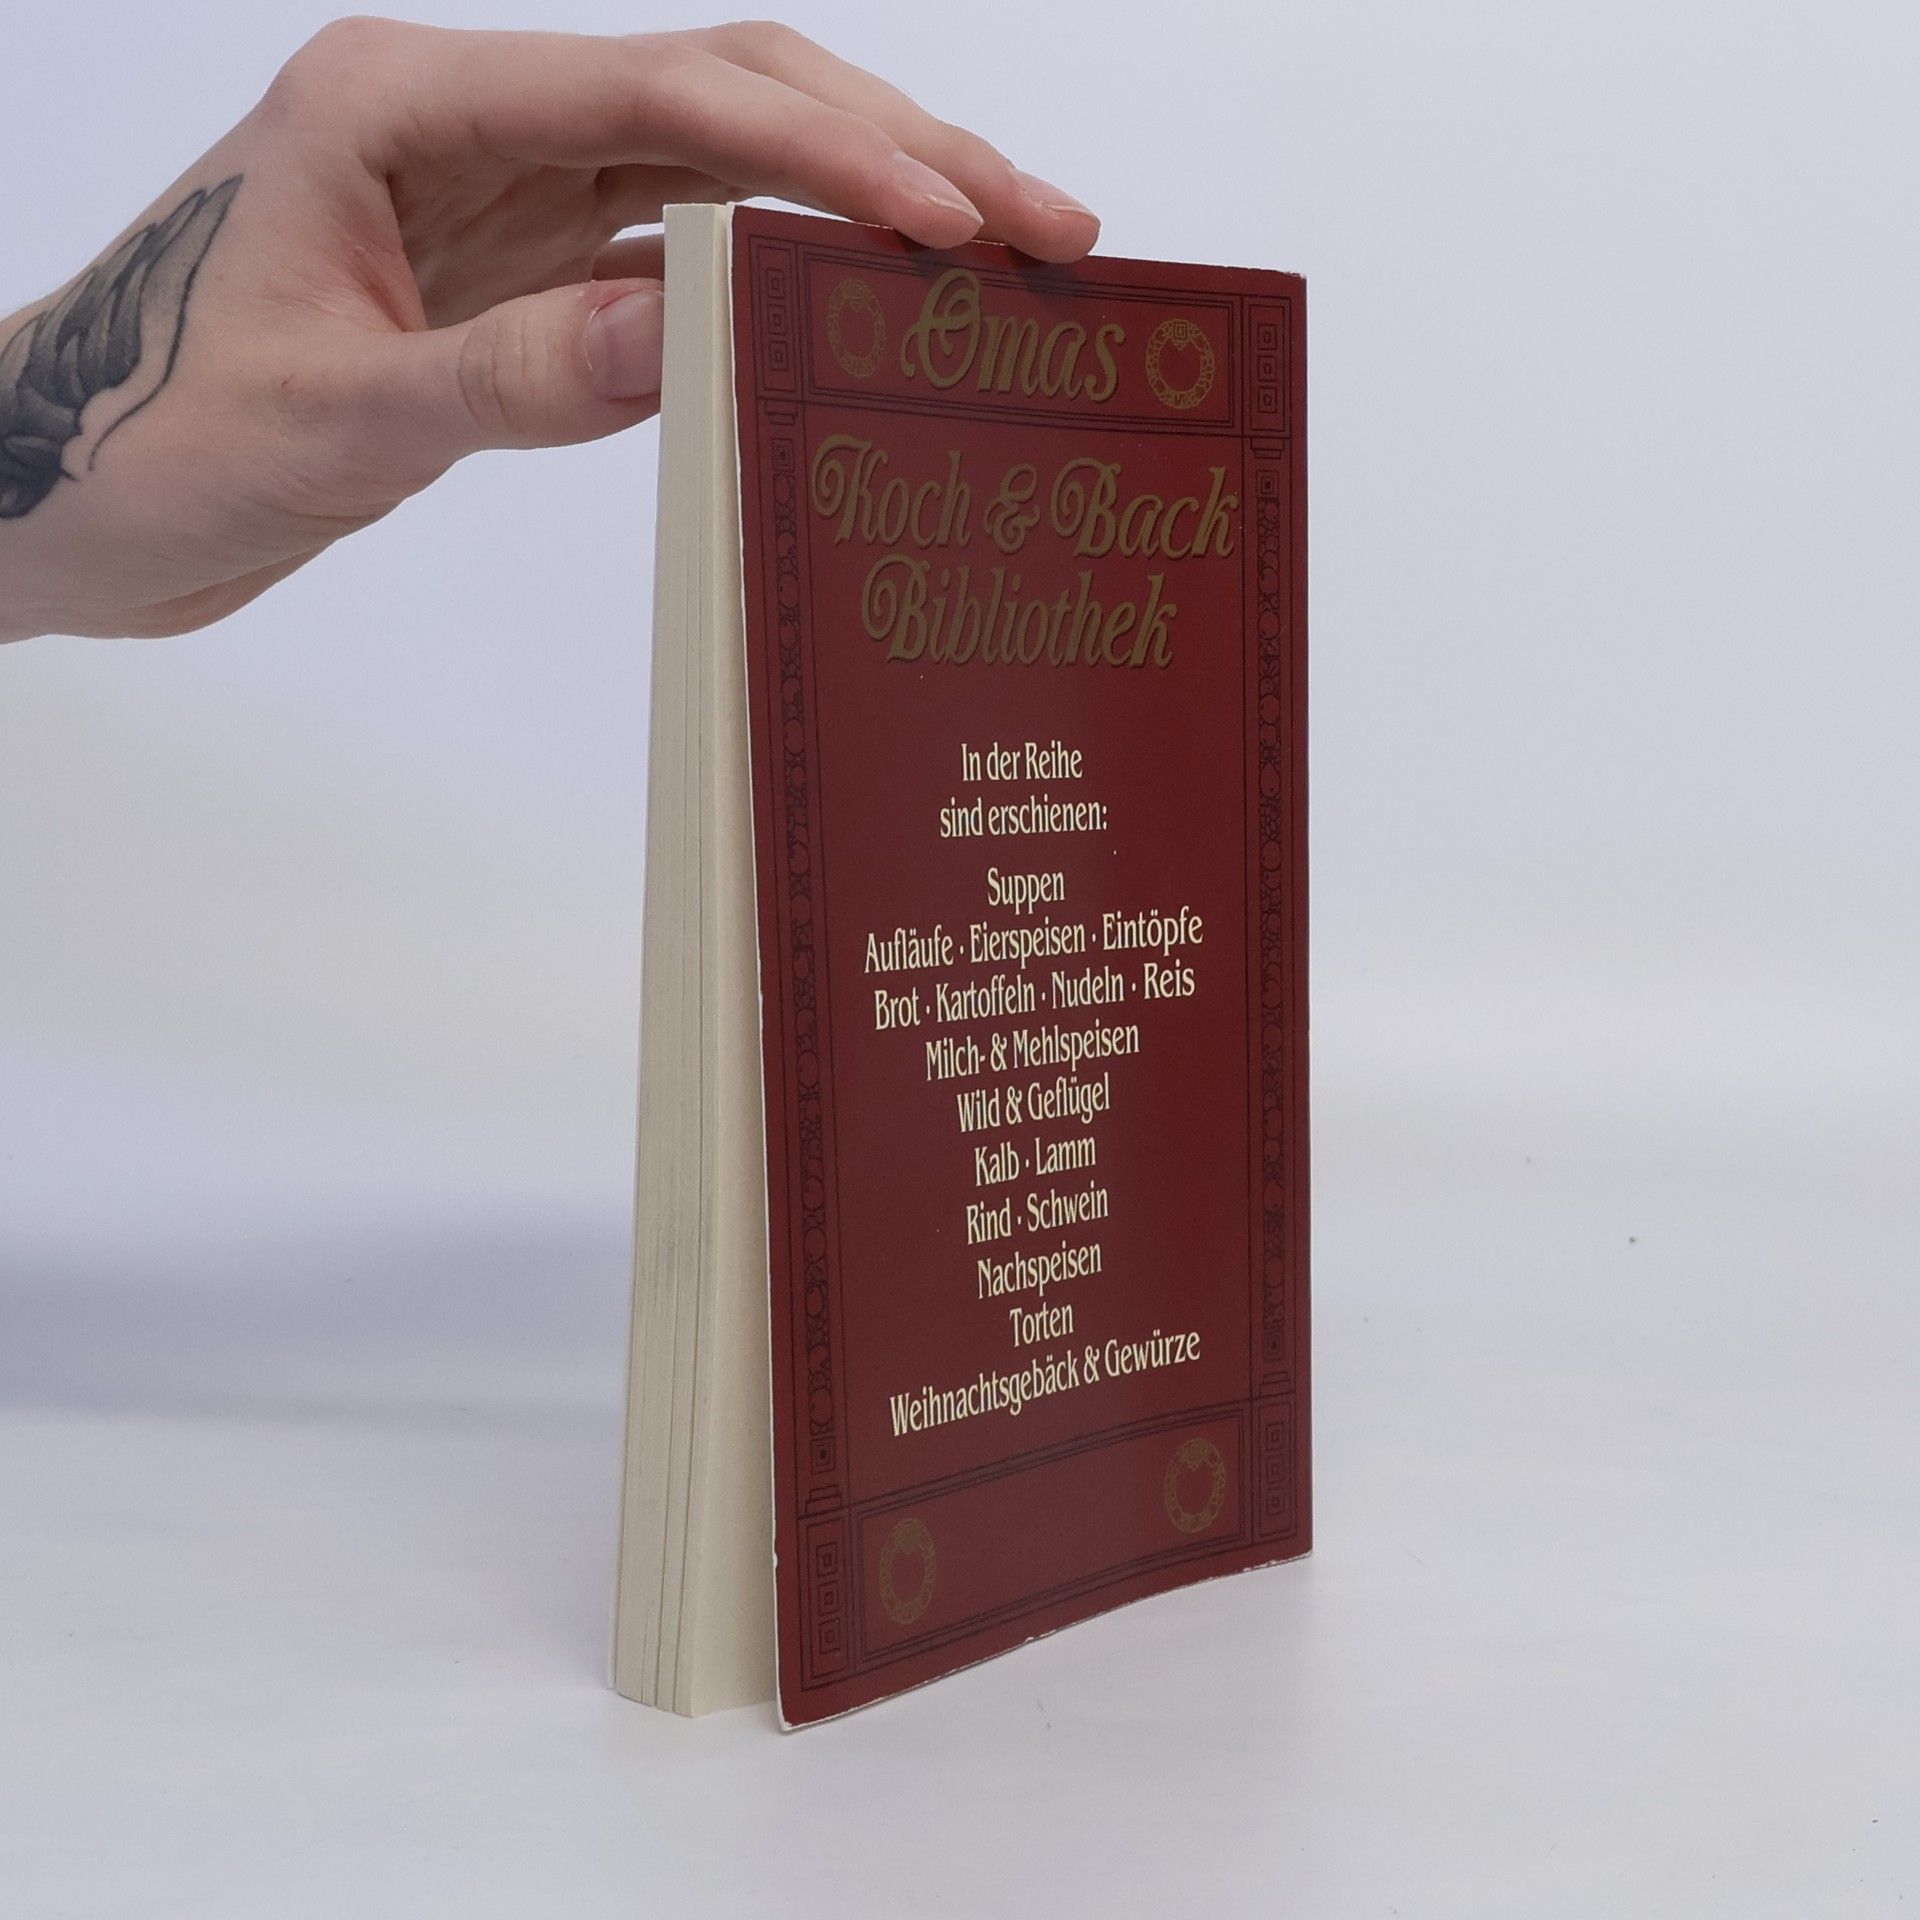 Omas
Koch & Back
Bibliothek
In der Reihe
sind erschienen:
Suppen
Aufläufe · Eierspeisen · Eintöpfe
Brot · Kartoffeln · Nudeln · Reis
Milch- & Mehlspeisen
Wild & Geflügel
Kalb · Lamm
Rind · Schwein
Nachspeisen
Torten
Weihnachtsgebäck & Gewürze